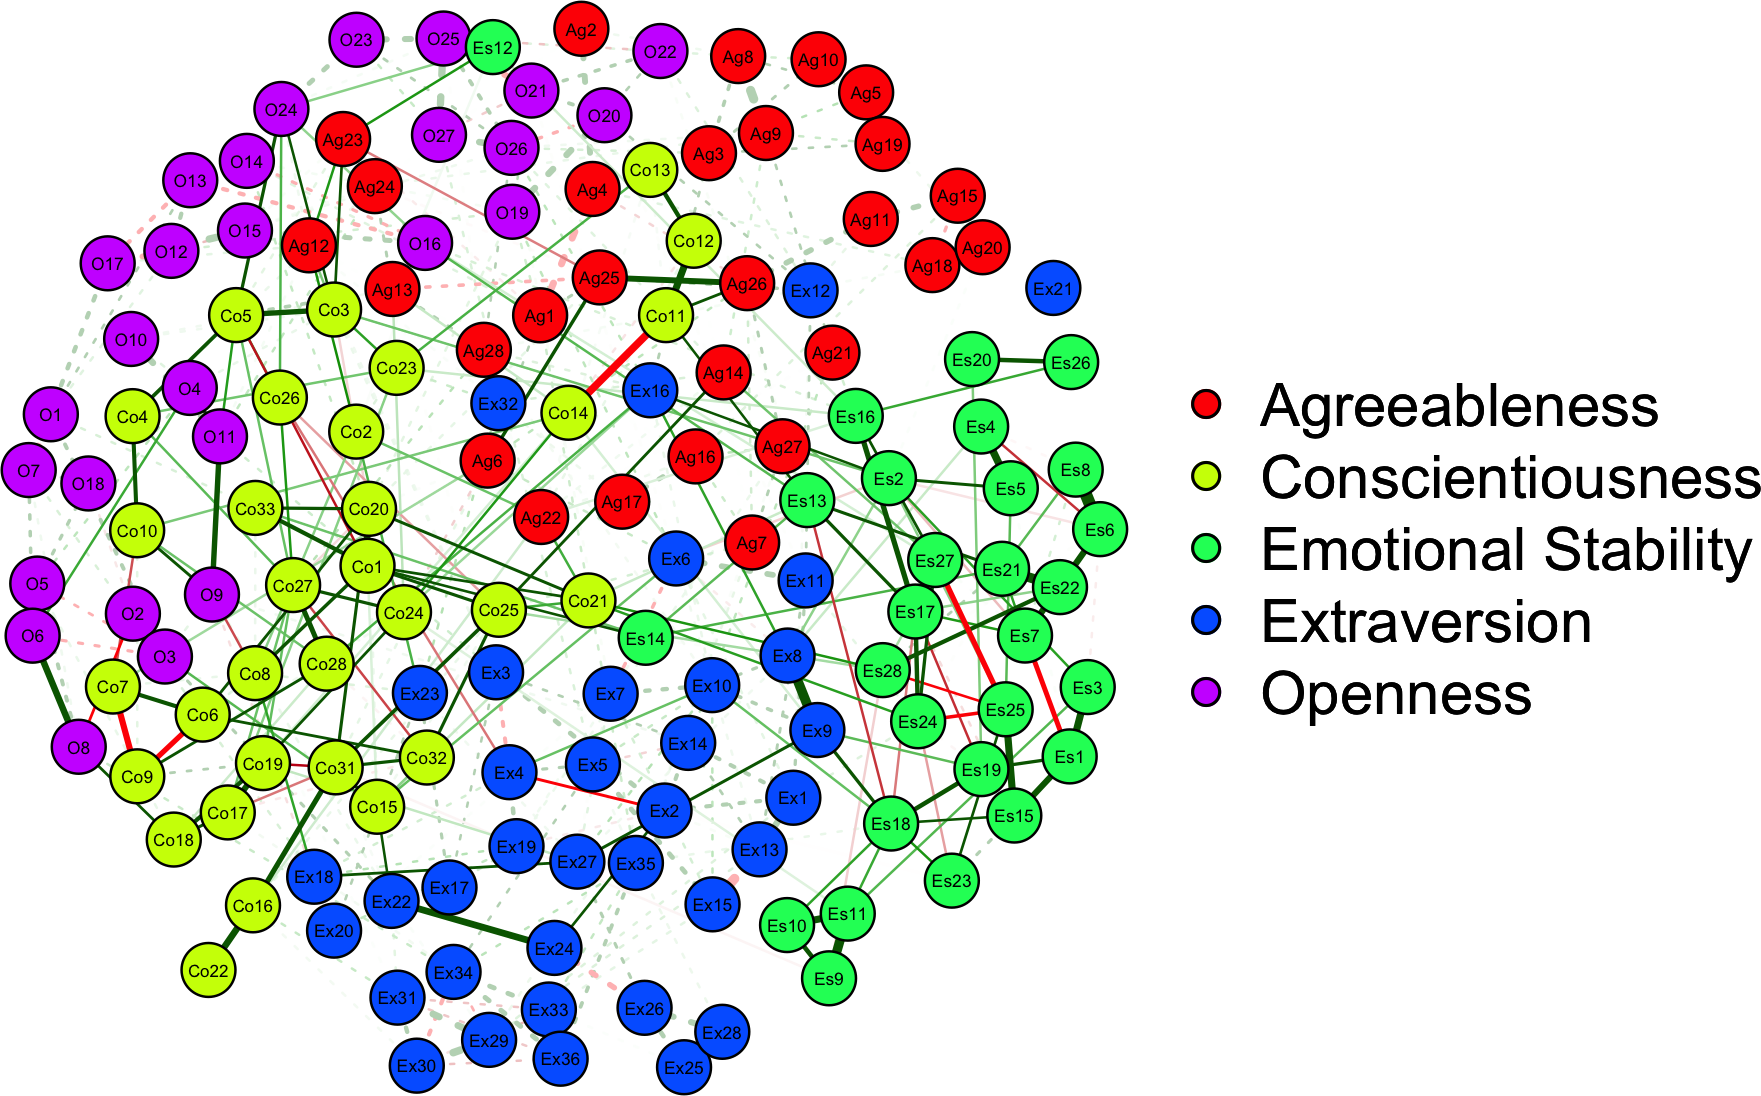 Ag2
O23
O25
Es12
O22
Ag8
Ag10
O21
Ag5
O24
O20
O27
Ag23
Ag9
Ag19
O26
Ag3
O14
Co13
O13
Ag24
Ag4
Ag15
O19
Ag11
O15
Co12
O16
Ag12
Ag20
O12
O17
Ag18
Ag25
Ag26
Ex12
Ex21
Ag13
Co3
Co5
Ag1
Co11
O10
Ag28
Ag21
Es20
Es26
Co23
Ag14
O4
Ex16
Co26
Ex32
Agreeableness
O1
Co4
Co14
Es16
Es4
Co2
O11
Ag27
Ag16
Ag6
O7
Es8
Conscientiousness
Es2
O18
Es5
Es13
Ag17
Co33
Co20
Ag22
Co10
Es6
Ag7
Emotional Stability
Ex6
Es27
Co1
Es21
Ex11
O5
Co27
Es22
O9
Co21
Co25
Co24
Es17
O2
Extraversion
O6
Es14
Es7
O3
Ex8
Co28
Es28
Co8
Ex3
Ex10
Co7
Es3
Ex23
Ex7
Openness
Es25
Co6
Es24
Ex9
Ex14
O8
Es1
Co32
Co19
Ex5
Co31
Es19
Ex4
Co9
Ex1
Co15
Ex2
Co17
Es15
Es18
Co18
Ex19
Ex13
Ex27
Ex35
Ex18
Es23
Ex17
Ex22
Ex15
Co16
Es11
Es10
Ex20
Ex24
Co22
Ex34
Es9
Ex31
Ex26
Ex33
Ex28
Ex29
Ex36
Ex30
Ex25